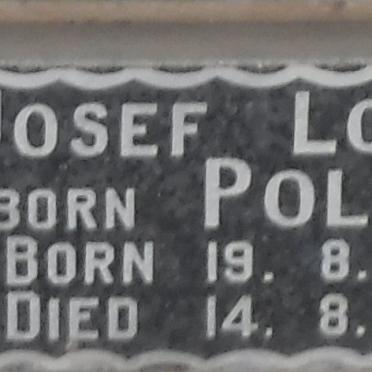 JOSEF LO
BORN POL
BORN 19. 8.
DIED 14. 8.